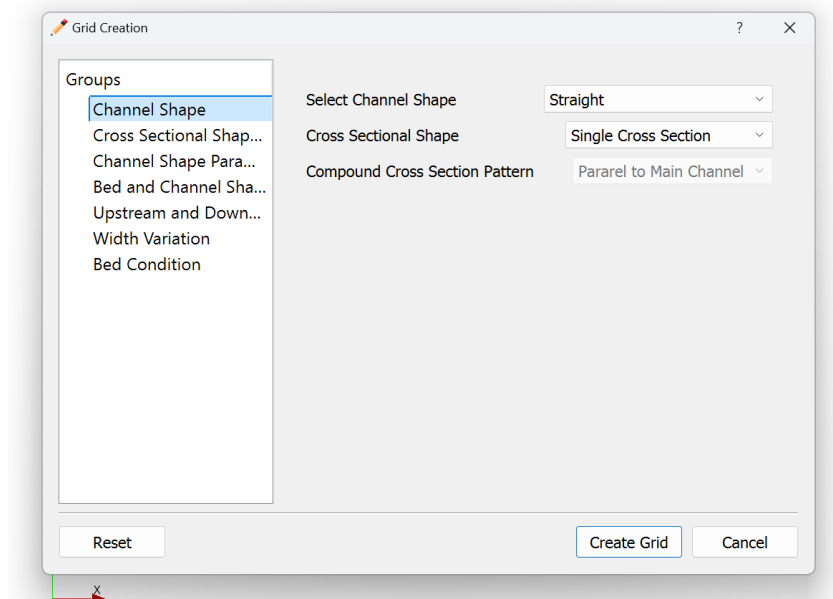 Grid Creation
?
Groups
Channel Shape
Cross Sectional Shap...
Channel Shape Para...
Bed and Channel Sha...
Upstream and Down...
Width Variation
Bed Condition
Select Channel Shape Straight
Cross Sectional Shape Single Cross Section
Compound Cross Section Pattern Pararel to Main Channel
Reset Create Grid Cancel
X